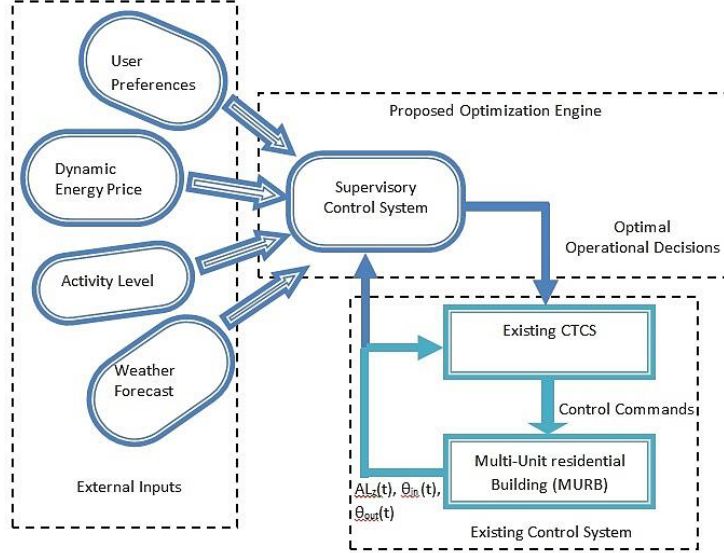 User
Preferences
Dynamic
Energy Price
Activity Level
Weather
Forecast
External Inputs
Proposed Optimization Engine
Supervisory
Control System
Optimal
Operational Decisions
Existing CTCS
Control Commands
Multi-Unit residential
Building (MURB)
ALz(t), θin(t),
θout(t)
Existing Control System